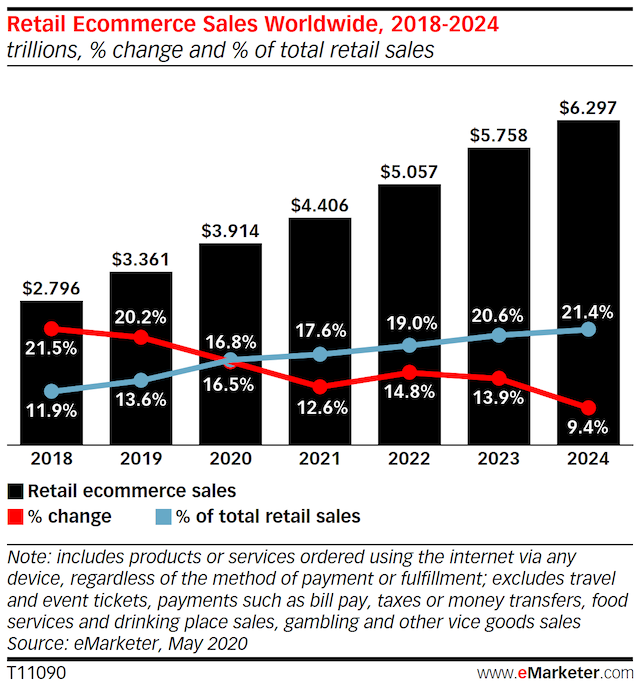 Retail Ecommerce Sales Worldwide, 2018-2024
trillions, % change and % of total retail sales
$2.796
$3.361
$3.914
$4.406
$5.057
$5.758
$6.297
21.5%
20.2%
16.5%
12.6%
14.8%
13.9%
9.4%
11.9%
13.6%
16.8%
17.6%
19.0%
20.6%
21.4%
2018 2019 2020 2021 2022 2023 2024
Retail ecommerce sales
% change % of total retail sales
Note: includes products or services ordered using the internet via any
device, regardless of the method of payment or fulfillment; excludes travel
and event tickets, payments such as bill pay, taxes or money transfers, food
services and drinking place sales, gambling and other vice goods sales
Source: eMarketer, May 2020
T11090 www.eMarketer.com